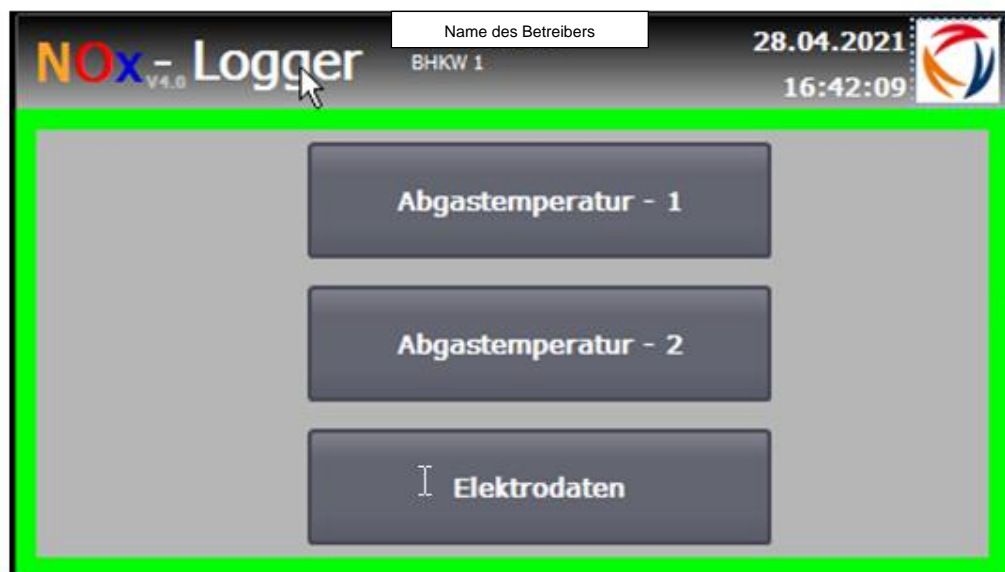 Name des Betreibers
NOx - Logger
V4.0
BHKW 1
28.04.2021
16:42:09
Abgastemperatur - 1
Abgastemperatur - 2
Elektrodaten